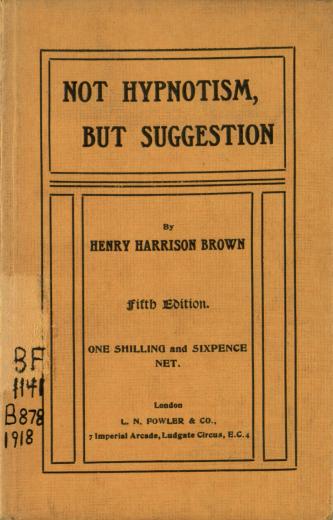 NOT HYPNOTISM,
BUT SUGGESTION
By
HENRY HARRISON BROWN
Fifth Edition.
ONE SHILLING and SIXPENCE
NET.
London
L. N. FOWLER & CO.,
7 Imperial Arcade, Ludgate Circus, E.C. 4
BF
1141
B878
1918